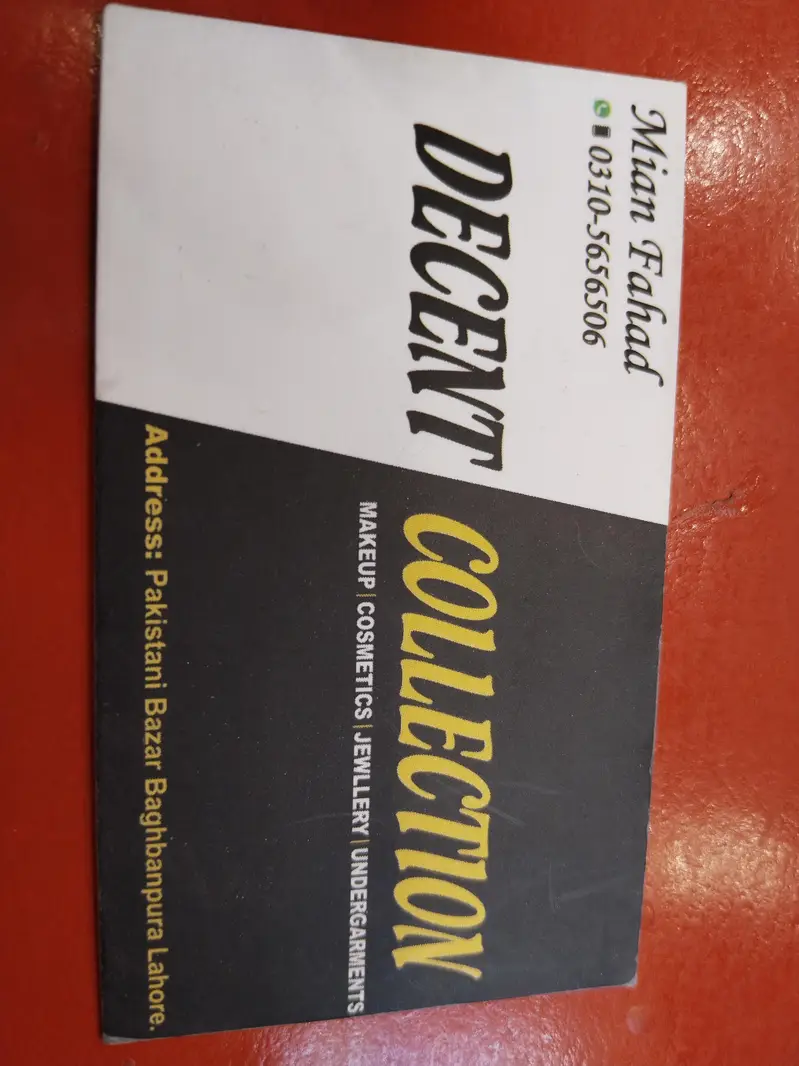 Mian Fahad
0310-5656506
DECENT COLLECTION
MAKEUP|COSMETICS|JEWLLERY|UNDERGARMENTS
Address: Pakistani Bazar Baghbanpura Lahore.